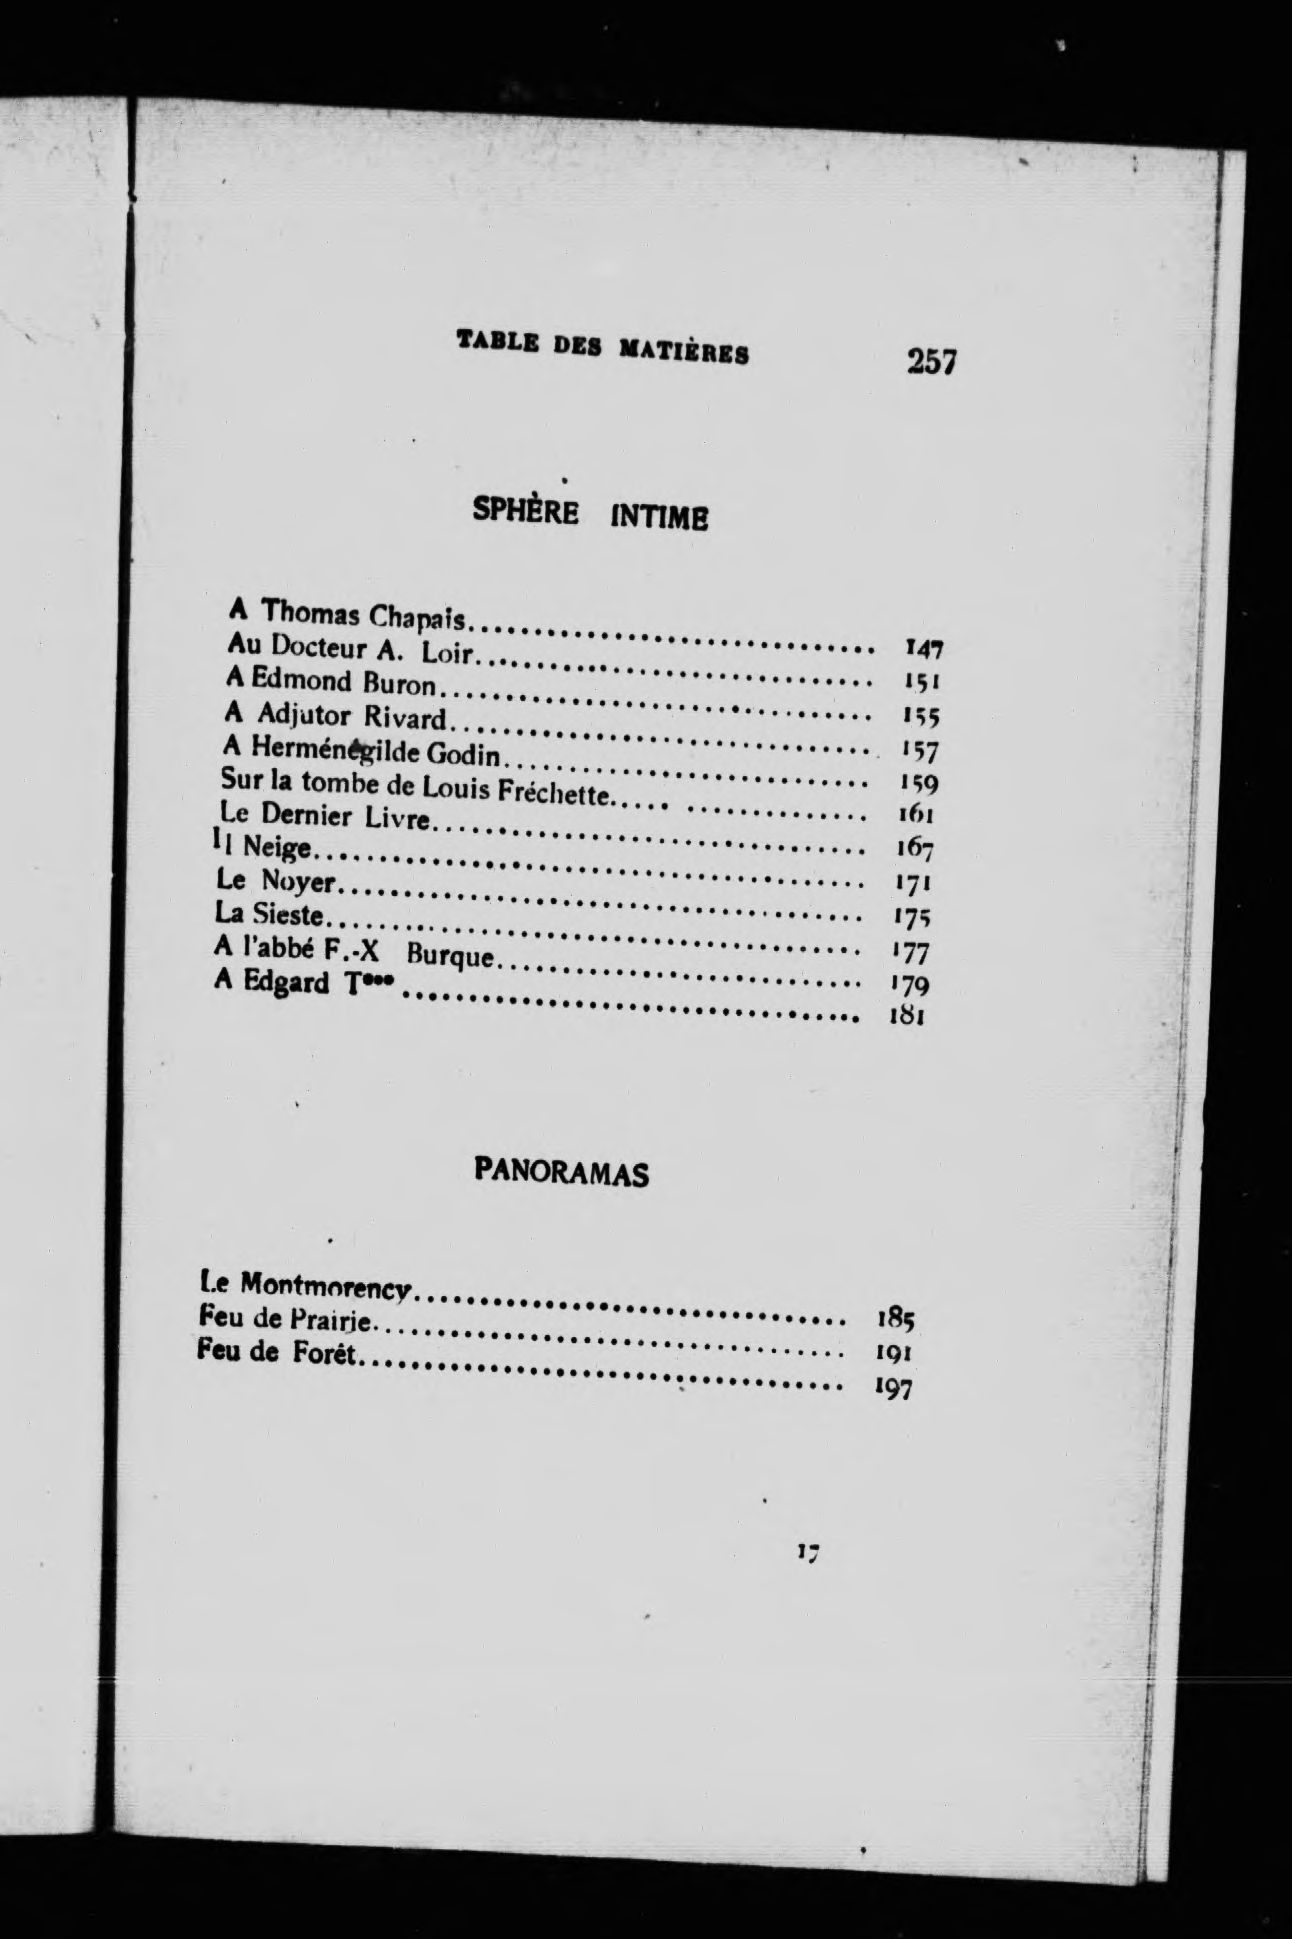 TABLE DES MATIÈRES 257
SPHÈRE INTIME
A Thomas Chapais................................ 147
Au Docteur A. Loir............................... 151
A Edmond Buron................................. 155
A Adjutor Rivard................................. 157
A Herménégilde Godin............................ 159
Sur la tombe de Louis Fréchette..... .............. 161
Le Dernier Livre................................. 167
Il Neige.......................................... 171
Le Noyer........................................ 175
La Sieste......................................... 177
A l'abbé F.-X Burque............................ 179
A Edgard T*** ................................... 181
PANORAMAS
Le Montmorency................................. 185
Feu de Prairie.................................... 191
Feu de Forêt..................................... 197
17